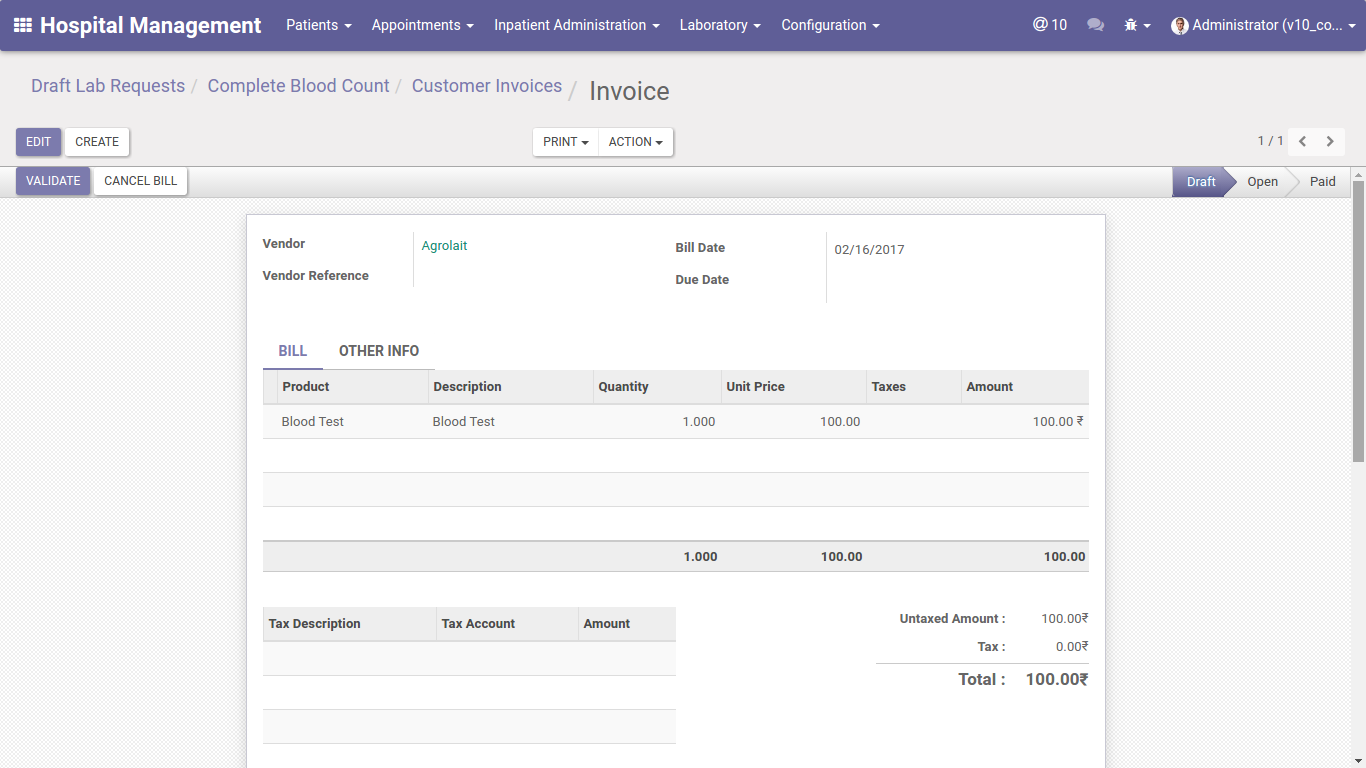 Hospital Management Patients Appointments Inpatient Administration Laboratory Configuration @ 10 Administrator (v10_co...
Draft Lab Requests / Complete Blood Count / Customer Invoices / Invoice
EDIT CREATE PRINT ACTION 1 / 1
VALIDATE CANCEL BILL Draft Open Paid
Vendor Agrolait Bill Date 02/16/2017
Vendor Reference Due Date
BILL OTHER INFO
Product Description Quantity Unit Price Taxes Amount
Blood Test Blood Test 1.000 100.00 100.00 ₹
1.000 100.00 100.00
Tax Description Tax Account Amount
Untaxed Amount : 100.00₹
Tax : 0.00₹
Total : 100.00₹